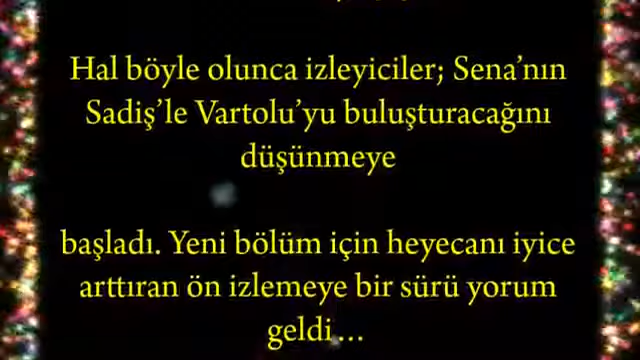 Hal böyle olunca izleyiciler; Sena’nın
Sadiş’le Vartolu’yu buluşturacağını
düşünmeye
başladı. Yeni bölüm için heyecanı iyice
arttıran ön izlemeye bir sürü yorum
geldi…